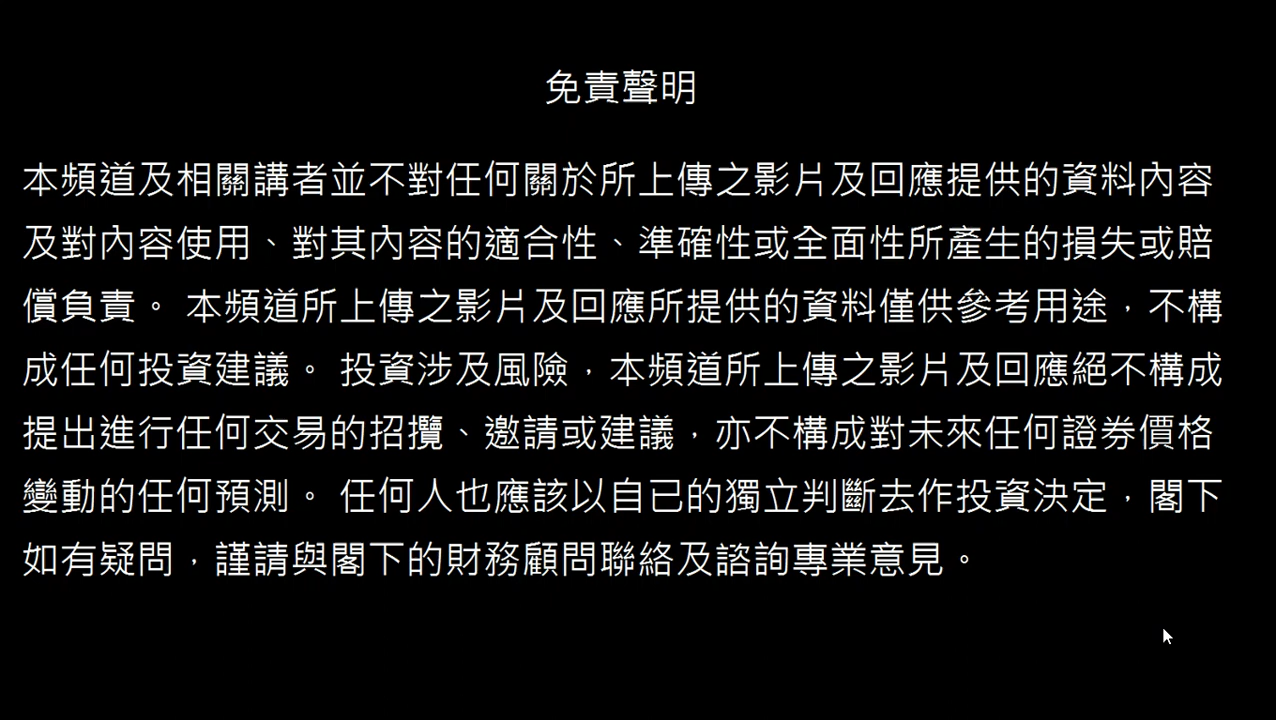 免責聲明
本頻道及相關講者並不對任何關於所上傳之影片及回應提供的資料內容
及對內容使用、對其內容的適合性、準確性或全面性所產生的損失或賠
償負責。 本頻道所上傳之影片及回應所提供的資料僅供參考用途，不構
成任何投資建議。 投資涉及風險，本頻道所上傳之影片及回應絕不構成
提出進行任何交易的招攬、邀請或建議，亦不構成對未來任何證券價格
變動的任何預測。 任何人也應該以自己的獨立判斷去作投資決定，閣下
如有疑問，謹請與閣下的財務顧問聯絡及諮詢專業意見。